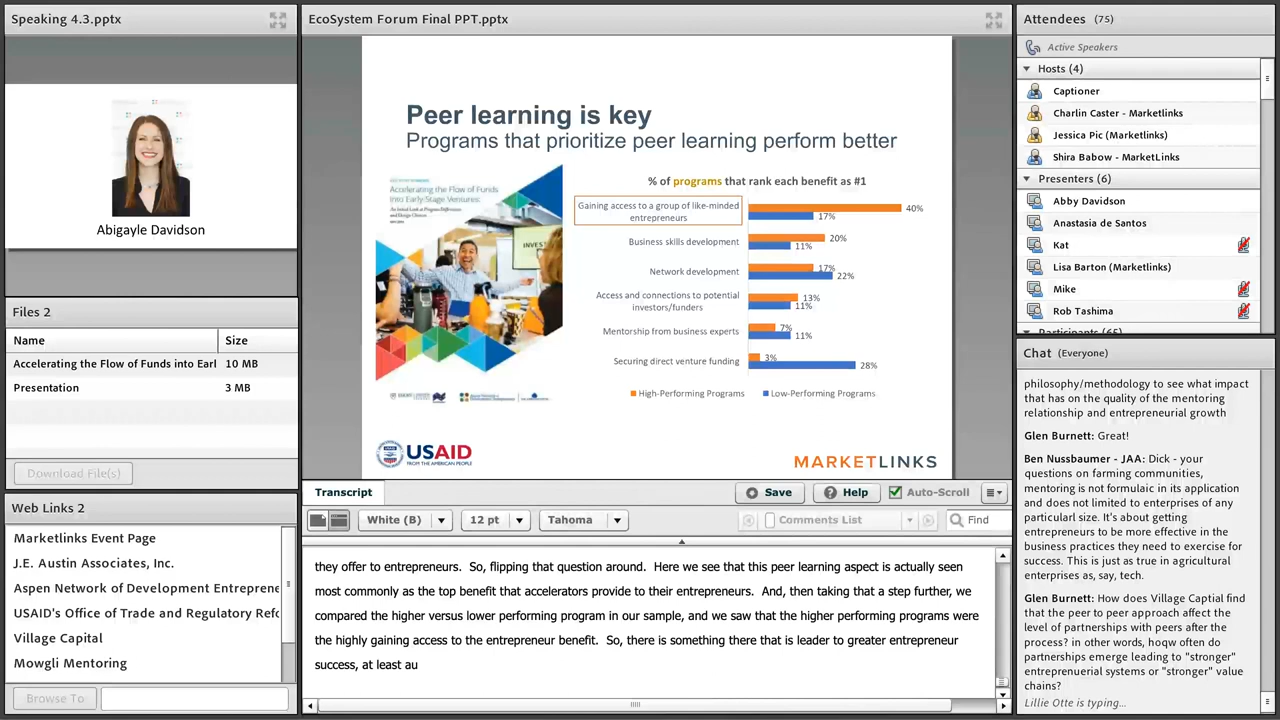 Speaking 4.3.pptx
Abigayle Davidson
Files 2
Name Size
Accelerating the Flow of Funds into Earl 10 MB
Presentation 3 MB
Download File(s)
Web Links 2
Marketlinks Event Page
J.E. Austin Associates, Inc.
Aspen Network of Development Entreprene
USAID's Office of Trade and Regulatory Refo
Village Capital
Mowgli Mentoring
Browse To
EcoSystem Forum Final PPT.pptx
Peer learning is key
Programs that prioritize peer learning perform better
Accelerating the Flow of Funds
into Early-Stage Ventures
An Initial Look at Program Differences
and Design Choices
INVEST
% of programs that rank each benefit as #1
Gaining access to a group of like-minded
entrepreneurs
40%
17%
Business skills development
20%
11%
Network development
17%
22%
Access and connections to potential
investors/funders
13%
11%
Mentorship from business experts
7%
11%
Securing direct venture funding
3%
28%
High-Performing Programs Low-Performing Programs
USAID
FROM THE AMERICAN PEOPLE
MARKETLINKS
Transcript
Save
Help
Auto-Scroll
White (B)
12 pt
Tahoma
Comments List
Find
they offer to entrepreneurs. So, flipping that question around. Here we see that this peer learning aspect is actually seen
most commonly as the top benefit that accelerators provide to their entrepreneurs. And, then taking that a step further, we
compared the higher versus lower performing program in our sample, and we saw that the higher performing programs were
the highly gaining access to the entrepreneur benefit. So, there is something there that is leader to greater entrepreneur
success, at least au
Attendees (75)
Active Speakers
Hosts (4)
Captioner
Charlin Caster - Marketlinks
Jessica Pic (Marketlinks)
Shira Babow - MarketLinks
Presenters (6)
Abby Davidson
Anastasia de Santos
Kat
Lisa Barton (Marketlinks)
Mike
Rob Tashima
Participants (65)
Chat (Everyone)
philosophy/methodology to see what impact
that has on the quality of the mentoring
relationship and entrepreneurial growth
Glen Burnett: Great!
Ben Nussbaumer - JAA: Dick - your
questions on farming communities,
mentoring is not formulaic in its application
and does not limited to enterprises of any
particularl size. It's about getting
entrepreneurs to be more effective in the
business practices they need to exercise for
success. This is just as true in agricultural
enterprises as, say, tech.
Glen Burnett: How does Village Captial find
that the peer to peer approach affect the
level of partnerships with peers after the
process? in other words, hoqw often do
partnerships emerge leading to "stronger"
entreprenuerial systems or "stronger" value
chains?
Lillie Otte is typing...